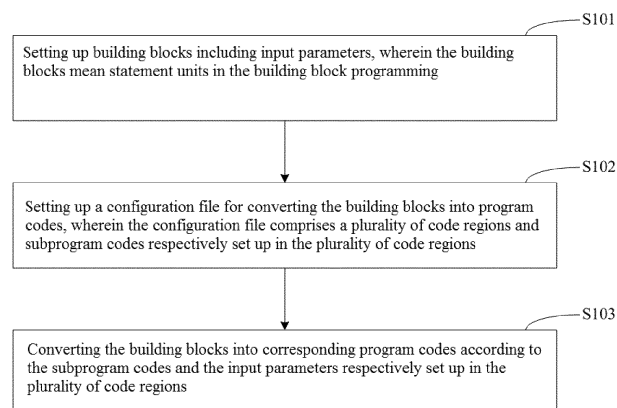 S101
Setting up building blocks including input parameters, wherein the building
blocks mean statement units in the building block programming
S102
Setting up a configuration file for converting the building blocks into program
codes, wherein the configuration file comprises a plurality of code regions and
subprogram codes respectively set up in the plurality of code regions
S103
Converting the building blocks into corresponding program codes according to
the subprogram codes and the input parameters respectively set up in the
plurality of code regions